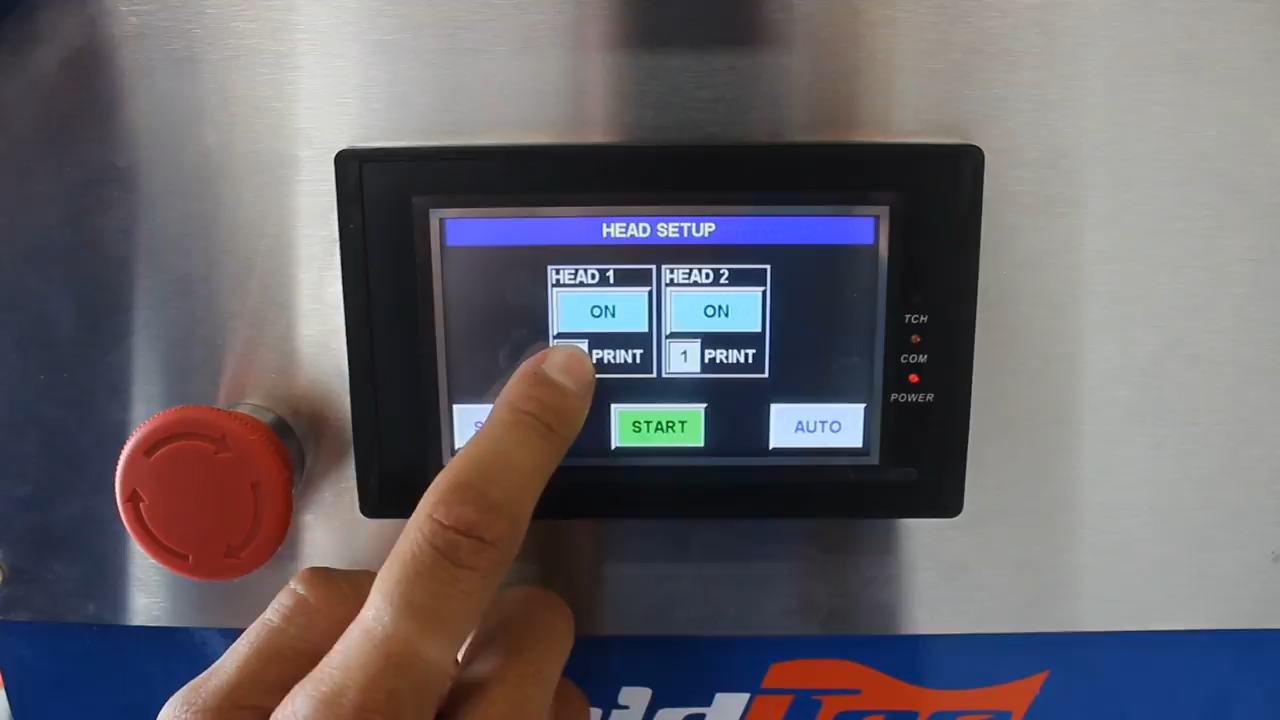 HEAD SETUP
HEAD 1
HEAD 2
ON
ON
PRINT
1 PRINT
START
AUTO
TCH
COM
POWER